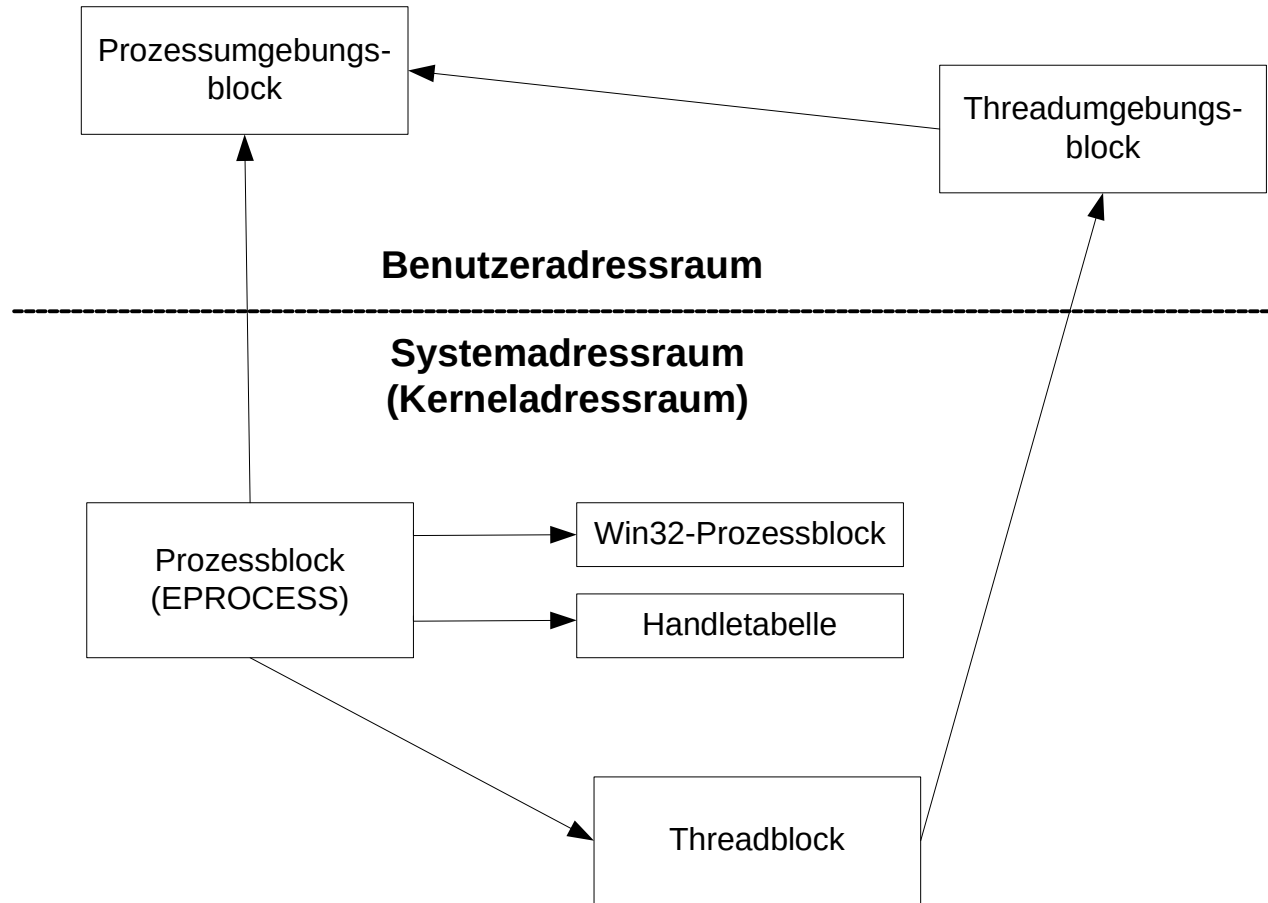 Prozessumgebungs-
block
Threadumgebungs-
block
Benutzeradressraum
Systemadressraum
(Kerneladressraum)
Prozessblock
(EPROCESS)
Win32-Prozessblock
Handletabelle
Threadblock